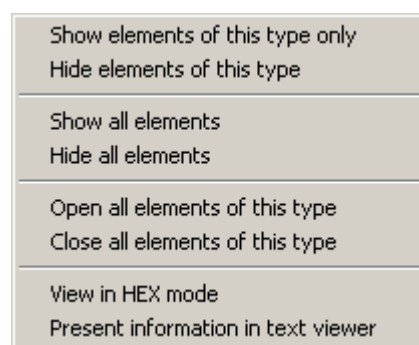 Show elements of this type only
Hide elements of this type
Show all elements
Hide all elements
Open all elements of this type
Close all elements of this type
View in HEX mode
Present information in text viewer